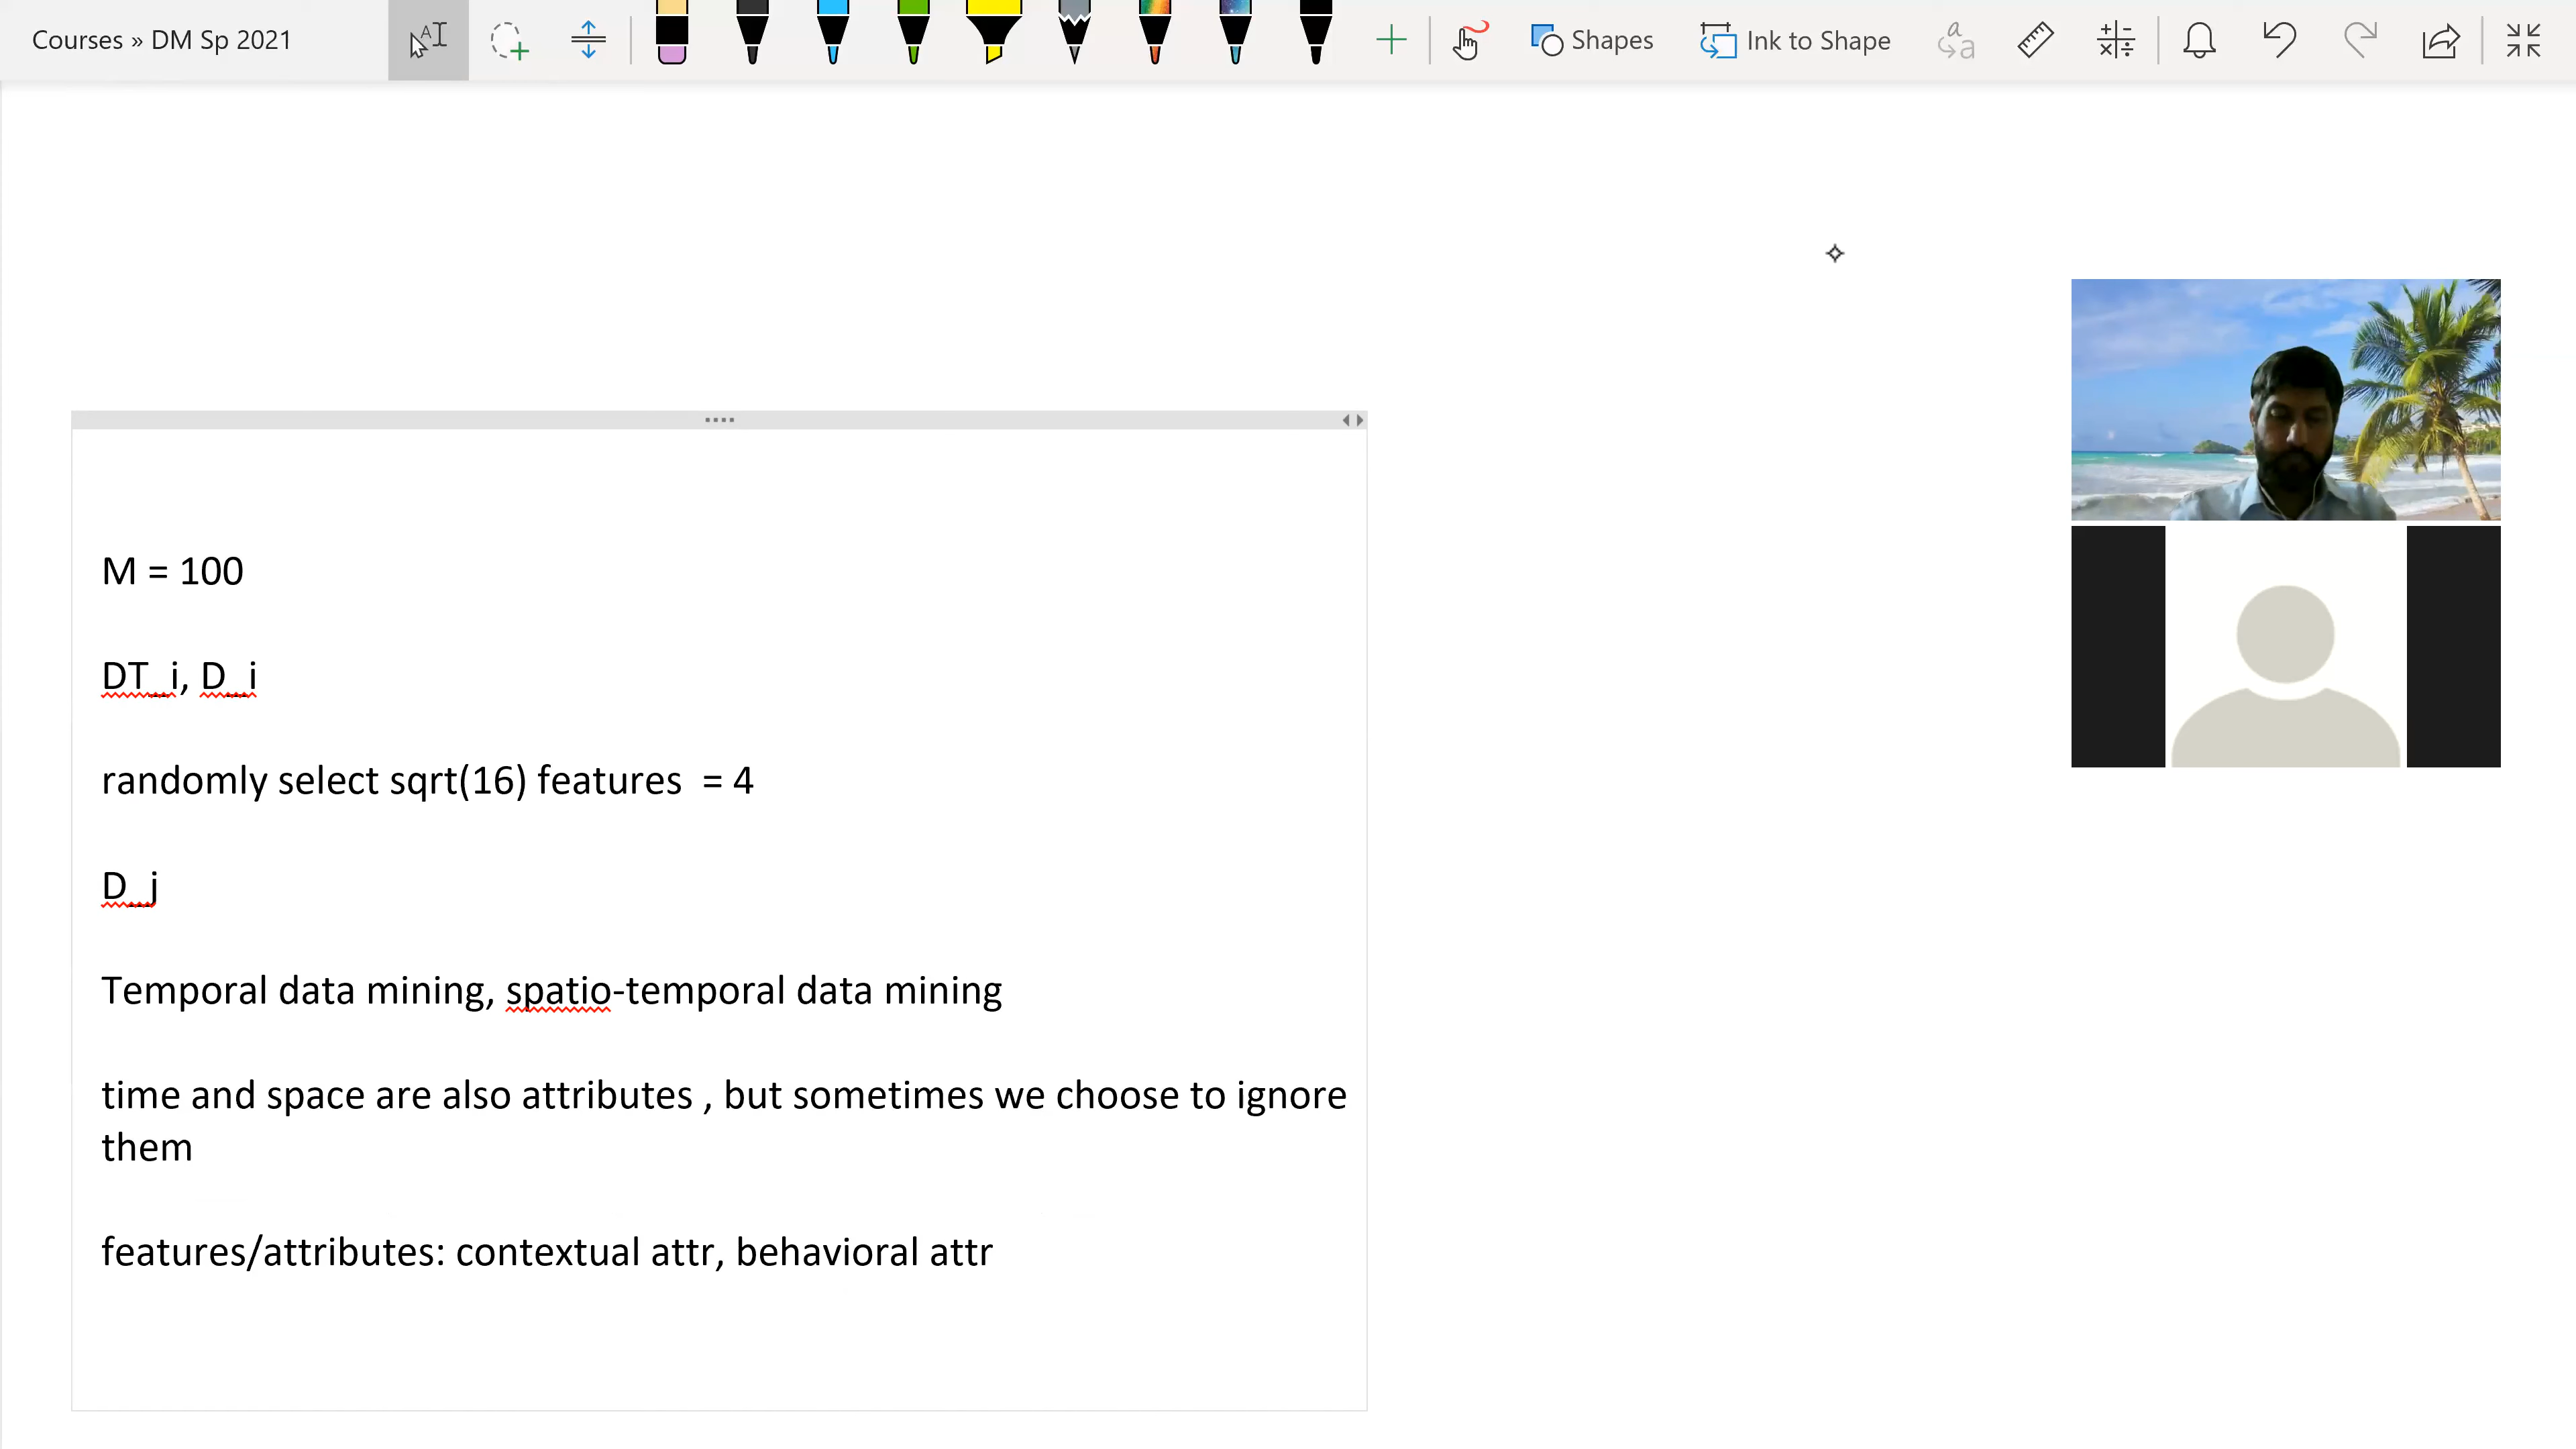 Courses » DM Sp 2021
Shapes
Ink to Shape
M = 100
DT_i, D_i
randomly select sqrt(16) features  = 4
D_j
Temporal data mining, spatio-temporal data mining
time and space are also attributes , but sometimes we choose to ignore
them
features/attributes: contextual attr, behavioral attr